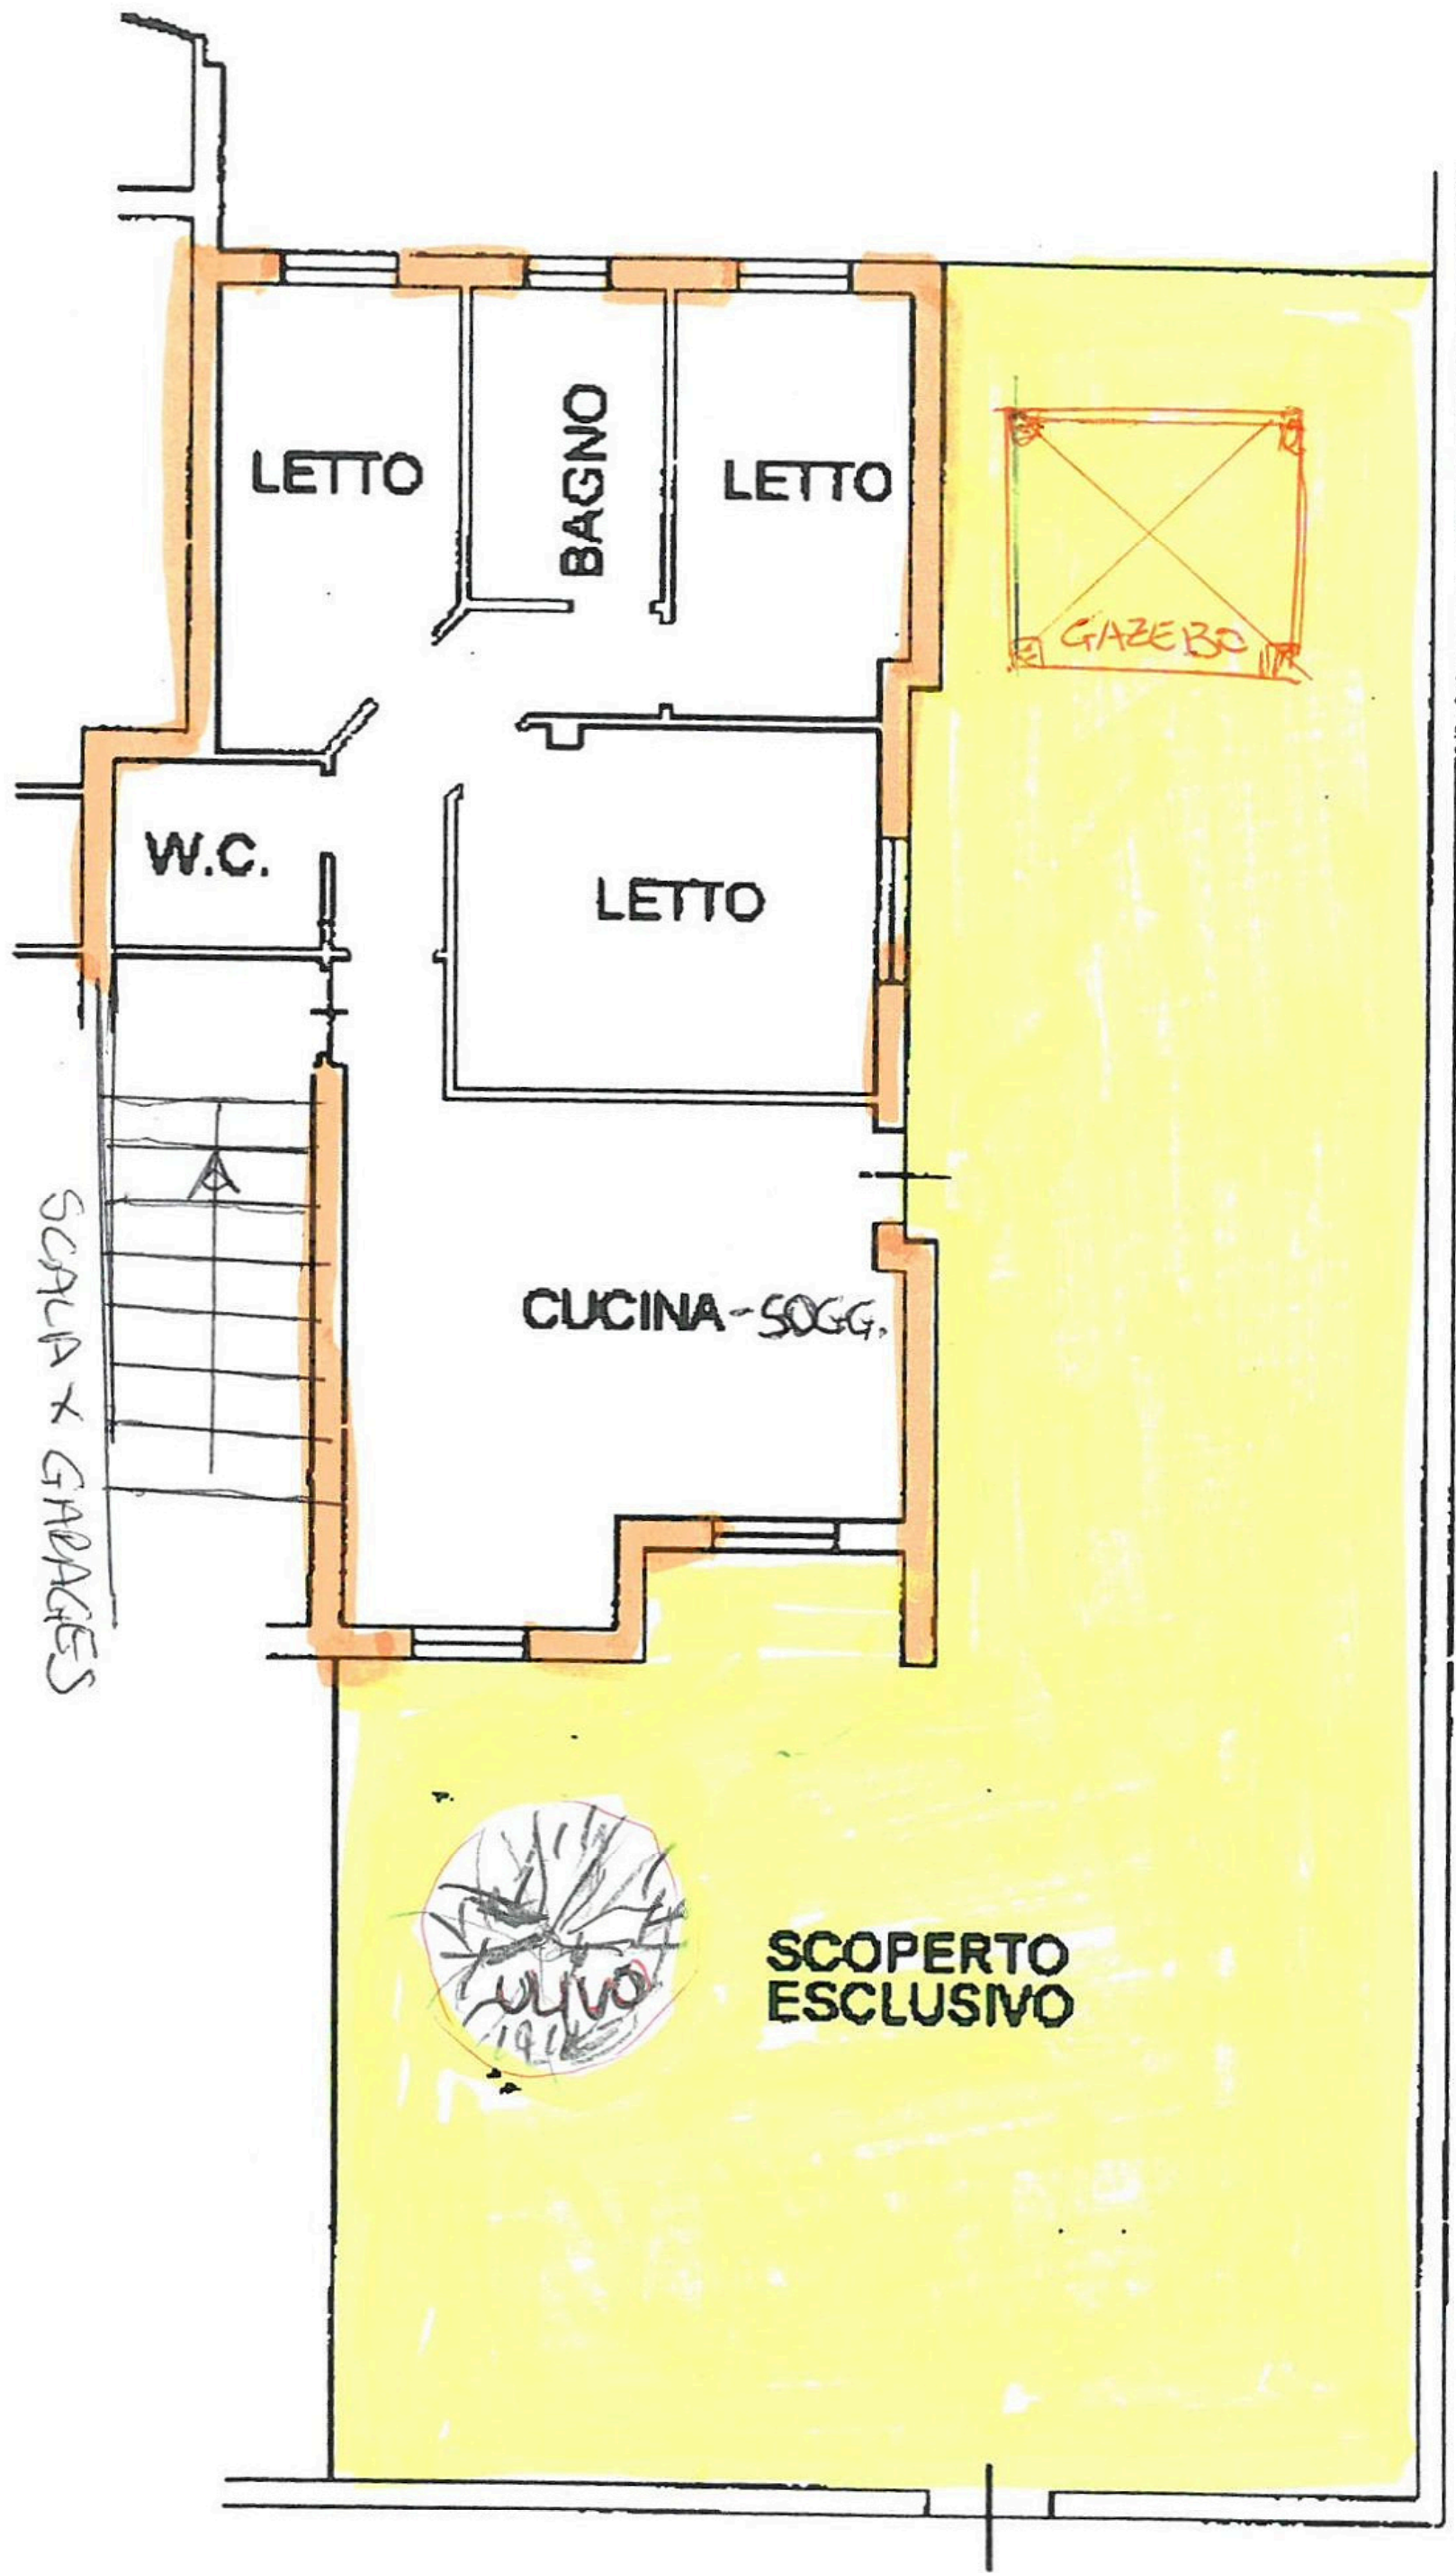 LETTO
BAGNO
LETTO
GAZEBO
W.C.
LETTO
CUCINA-SOGG.
SCALA X GARAGES
ULIVO
SCOPERTO
ESCLUSIVO